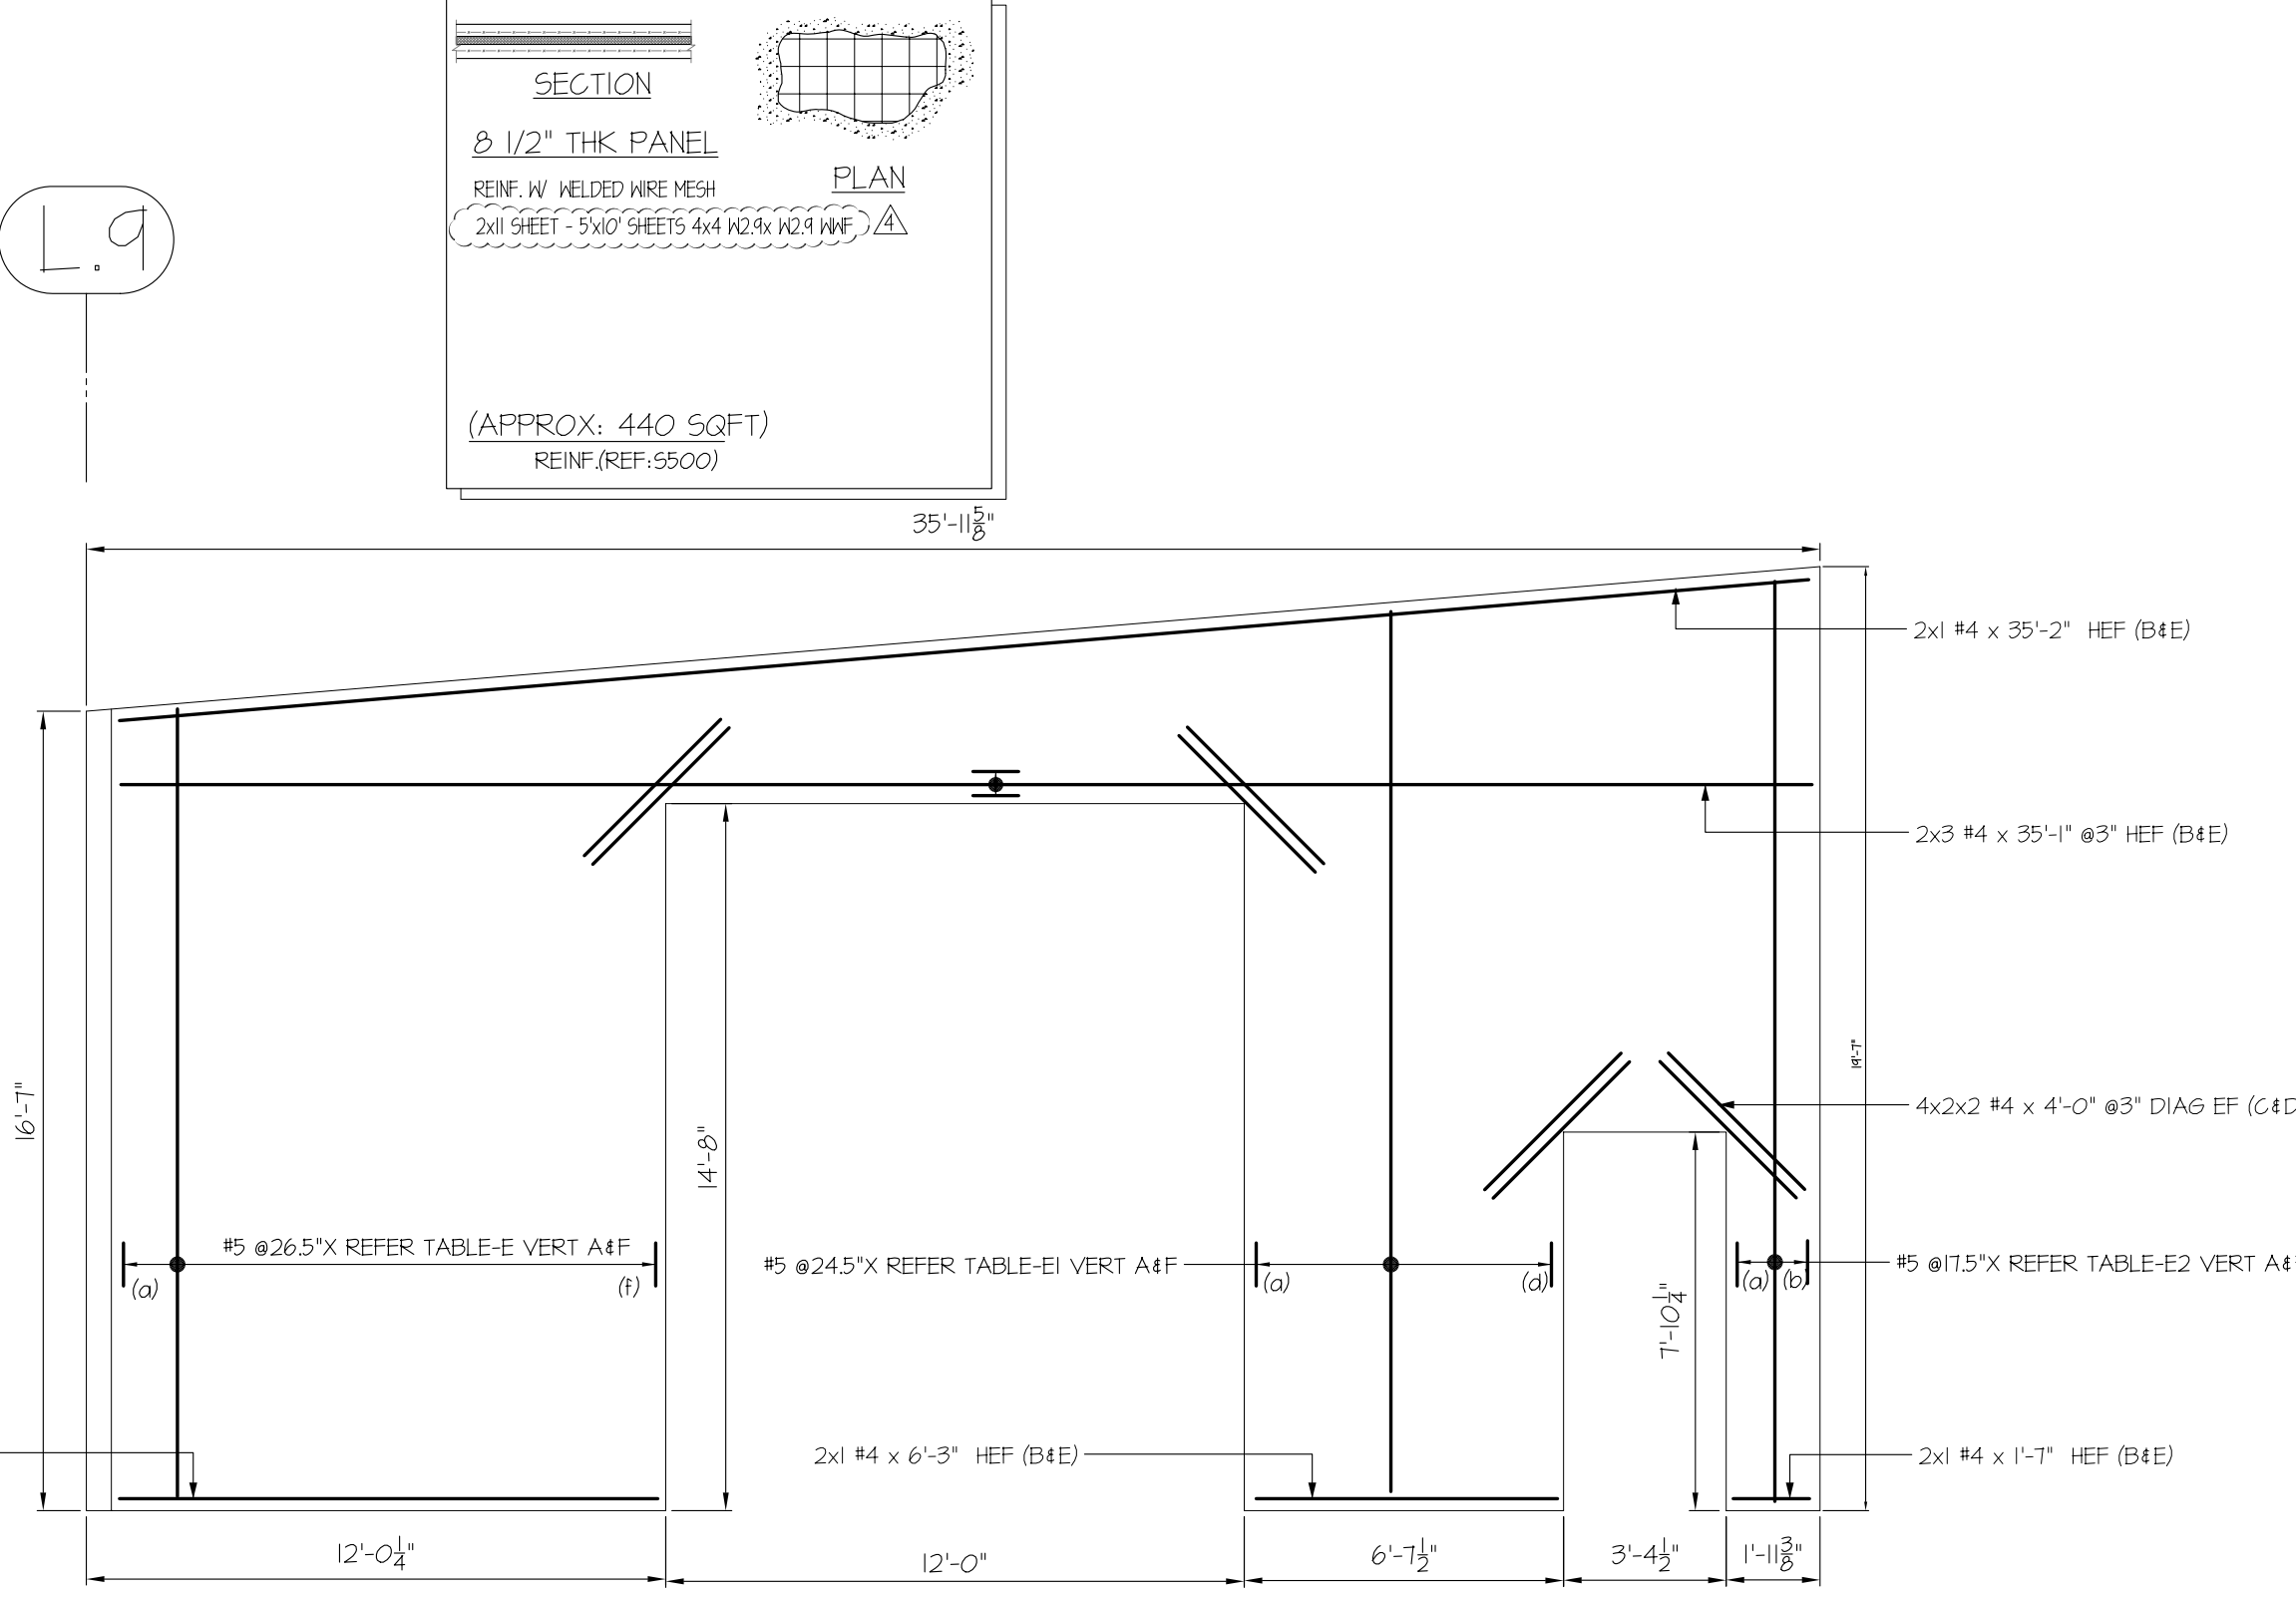 SECTION
8 1/2" THK PANEL
PLAN
REINF. W/ WELDED WIRE MESH
2x11 SHEET - 5'x10' SHEETS 4x4 W2.9x W2.9 WWF
4
L.9
(APPROX: 440 SQFT)
REINF.(REF:S500)
35'-11 5/8"
2x1 #4 x 35'-2" HEF (B&E)
2x3 #4 x 35'-1" @3" HEF (B&E)
16'-7"
14'-8"
19'-7"
4x2x2 #4 x 4'-0" @3" DIAG EF (C&D
#5 @26.5"X REFER TABLE-E VERT A&F
(a)
(f)
#5 @24.5"X REFER TABLE-E1 VERT A&F
(a)
(d)
#5 @17.5"X REFER TABLE-E2 VERT A&
(a)
(b)
7'-10 1/4"
2x1 #4 x 6'-3" HEF (B&E)
2x1 #4 x 1'-7" HEF (B&E)
12'-0 1/4"
12'-0"
6'-7 1/2"
3'-4 1/2"
1'-11 3/8"